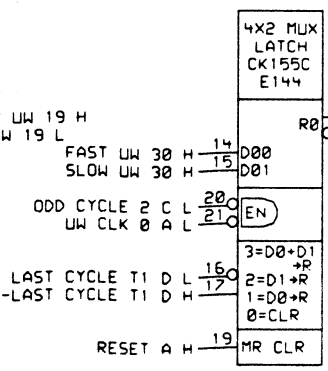 4X2 MUX
LATCH
CK155C
E144
UW 19 H
W 19 L
R0
FAST UW 30 H 14 D00
SLOW UW 30 H 15 D01
ODD CYCLE 2 C L 20
UW CLK 0 A L 21
EN
3=D0+D1
→R
LAST CYCLE T1 D L 16 2=D1→R
-LAST CYCLE T1 D H 17 1=D0→R
0=CLR
RESET A H 19 MR CLR